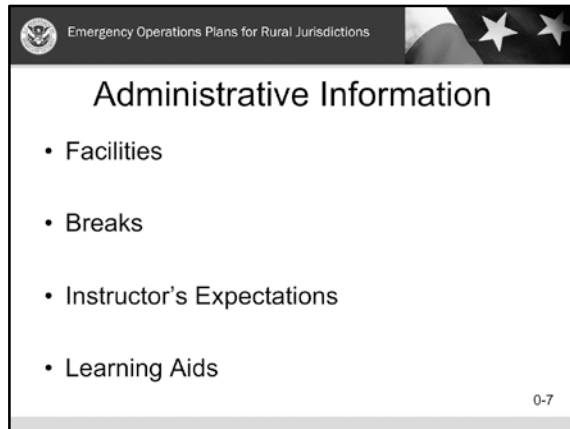 Emergency Operations Plans for Rural Jurisdictions
Administrative Information
• Facilities
• Breaks
• Instructor's Expectations
• Learning Aids
0-7